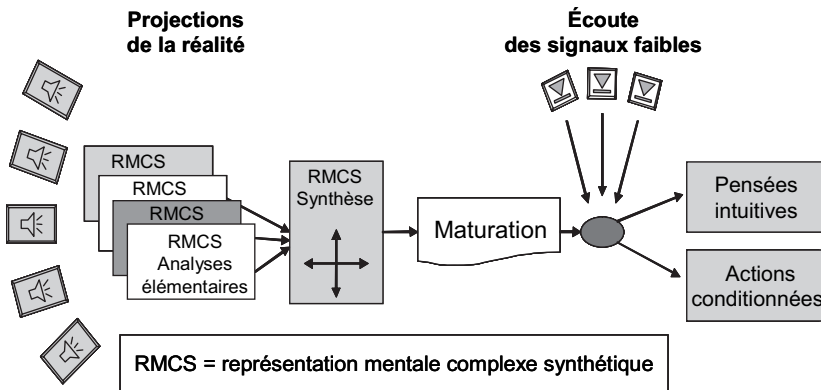 Projections
de la réalité
Écoute
des signaux faibles
RMCS
RMCS
RMCS
RMCS
Analyses
élémentaires
RMCS
Synthèse
Maturation
Pensées
intuitives
Actions
conditionnées
RMCS = représentation mentale complexe synthétique